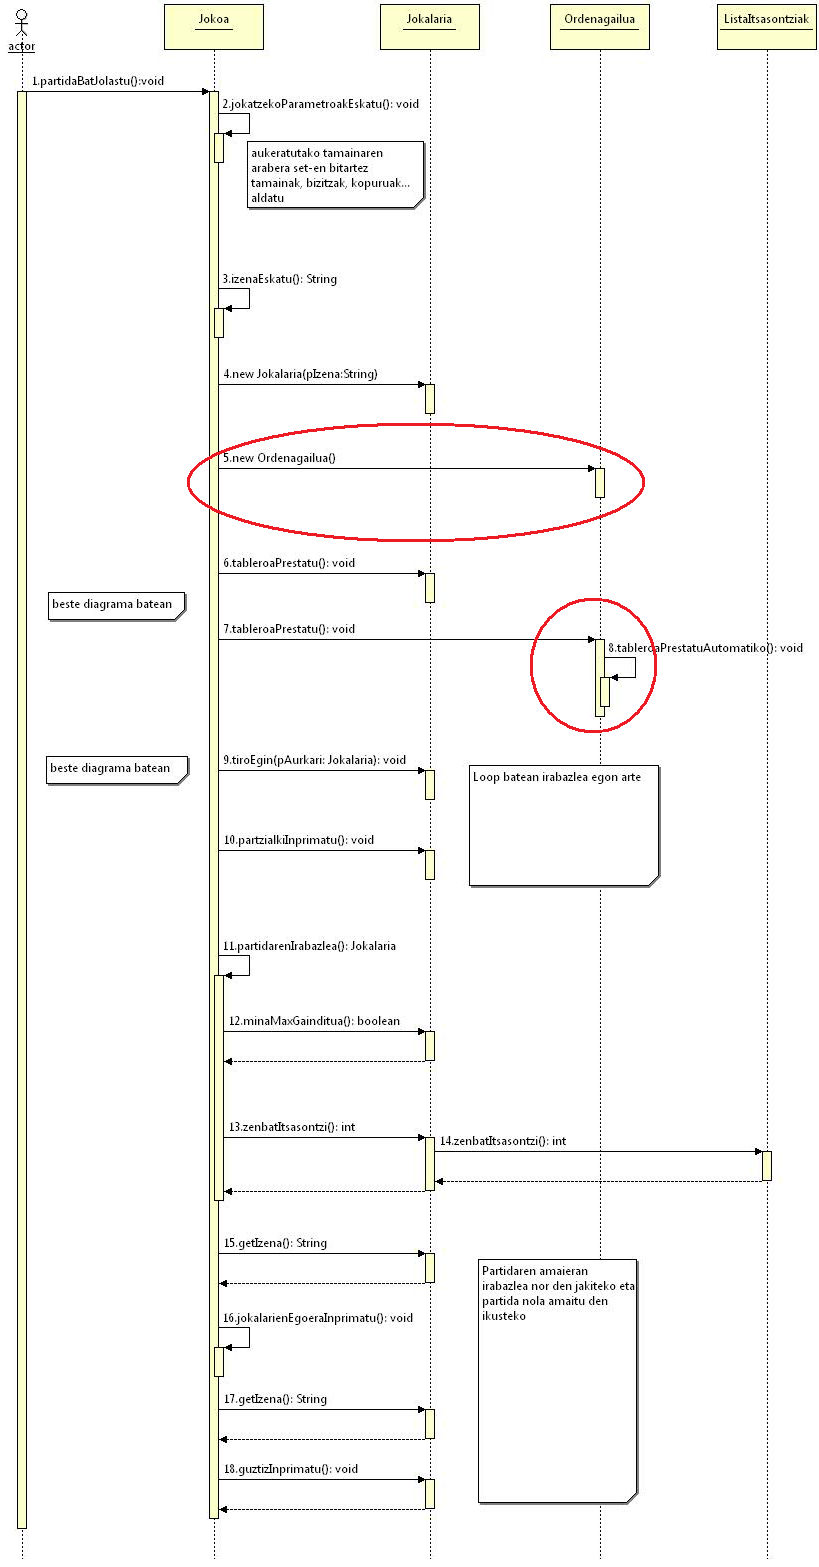 actor
Jokoa
Jokalaria
Ordenagailua
ListaItsasontziak
1.partidaBatJolastu():void
2.jokatzekoParametroakEskatu(): void
aukeratutako tamainaren
arabera set-en bitartez
tamainak, bizitzak, kopuruak...
aldatu
3.izenaEskatu(): String
4.new Jokalaria(pIzena:String)
5.new Ordenagailua()
6.tableroaPrestatu(): void
beste diagrama batean
7.tableroaPrestatu(): void
8.tableroaPrestatuAutomatiko(): void
9.tiroEgin(pAurkari: Jokalaria): void
beste diagrama batean
Loop batean irabazlea egon arte
10.partzialkiInprimatu(): void
11.partidarenIrabazlea(): Jokalaria
12.minaMaxGainditua(): boolean
13.zenbatItsasontzi(): int
14.zenbatItsasontzi(): int
15.getIzena(): String
Partidaren amaieran
irabazlea nor den jakiteko eta
partida nola amaitu den
ikusteko
16.jokalarienEgoeraInprimatu(): void
17.getIzena(): String
18.guztizInprimatu(): void